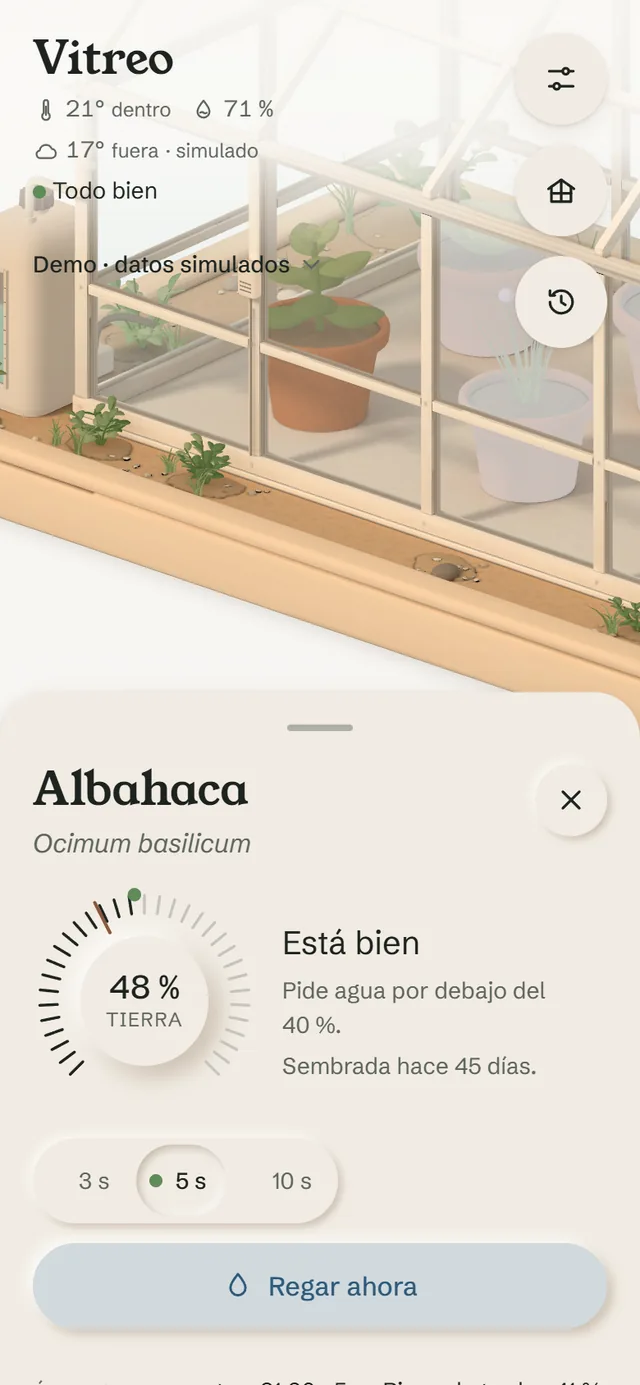 Vitreo
21° dentro 71 %
17° fuera · simulado
Todo bien
Demo · datos simulados
Albahaca
Ocimum basilicum
48 %
TIERRA
Está bien
Pide agua por debajo del
40 %.
Sembrada hace 45 días.
3 s 5 s 10 s
Regar ahora